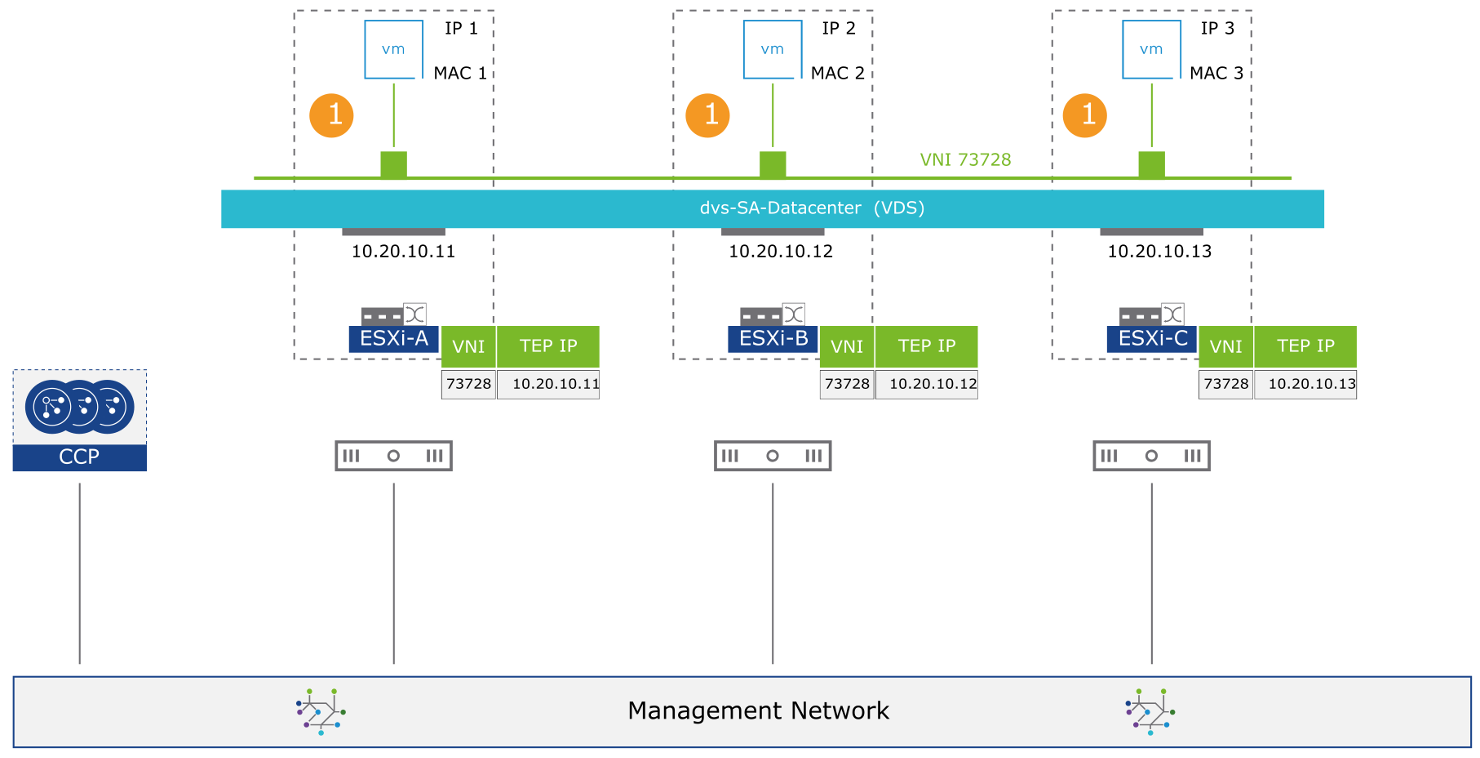 vm
IP 1
MAC 1
1
vm
IP 2
MAC 2
1
vm
IP 3
MAC 3
1
VNI 73728
dvs-SA-Datacenter (VDS)
10.20.10.11
10.20.10.12
10.20.10.13
ESXi-A
VNI
TEP IP
73728
10.20.10.11
ESXi-B
VNI
TEP IP
73728
10.20.10.12
ESXi-C
VNI
TEP IP
73728
10.20.10.13
CCP
Management Network